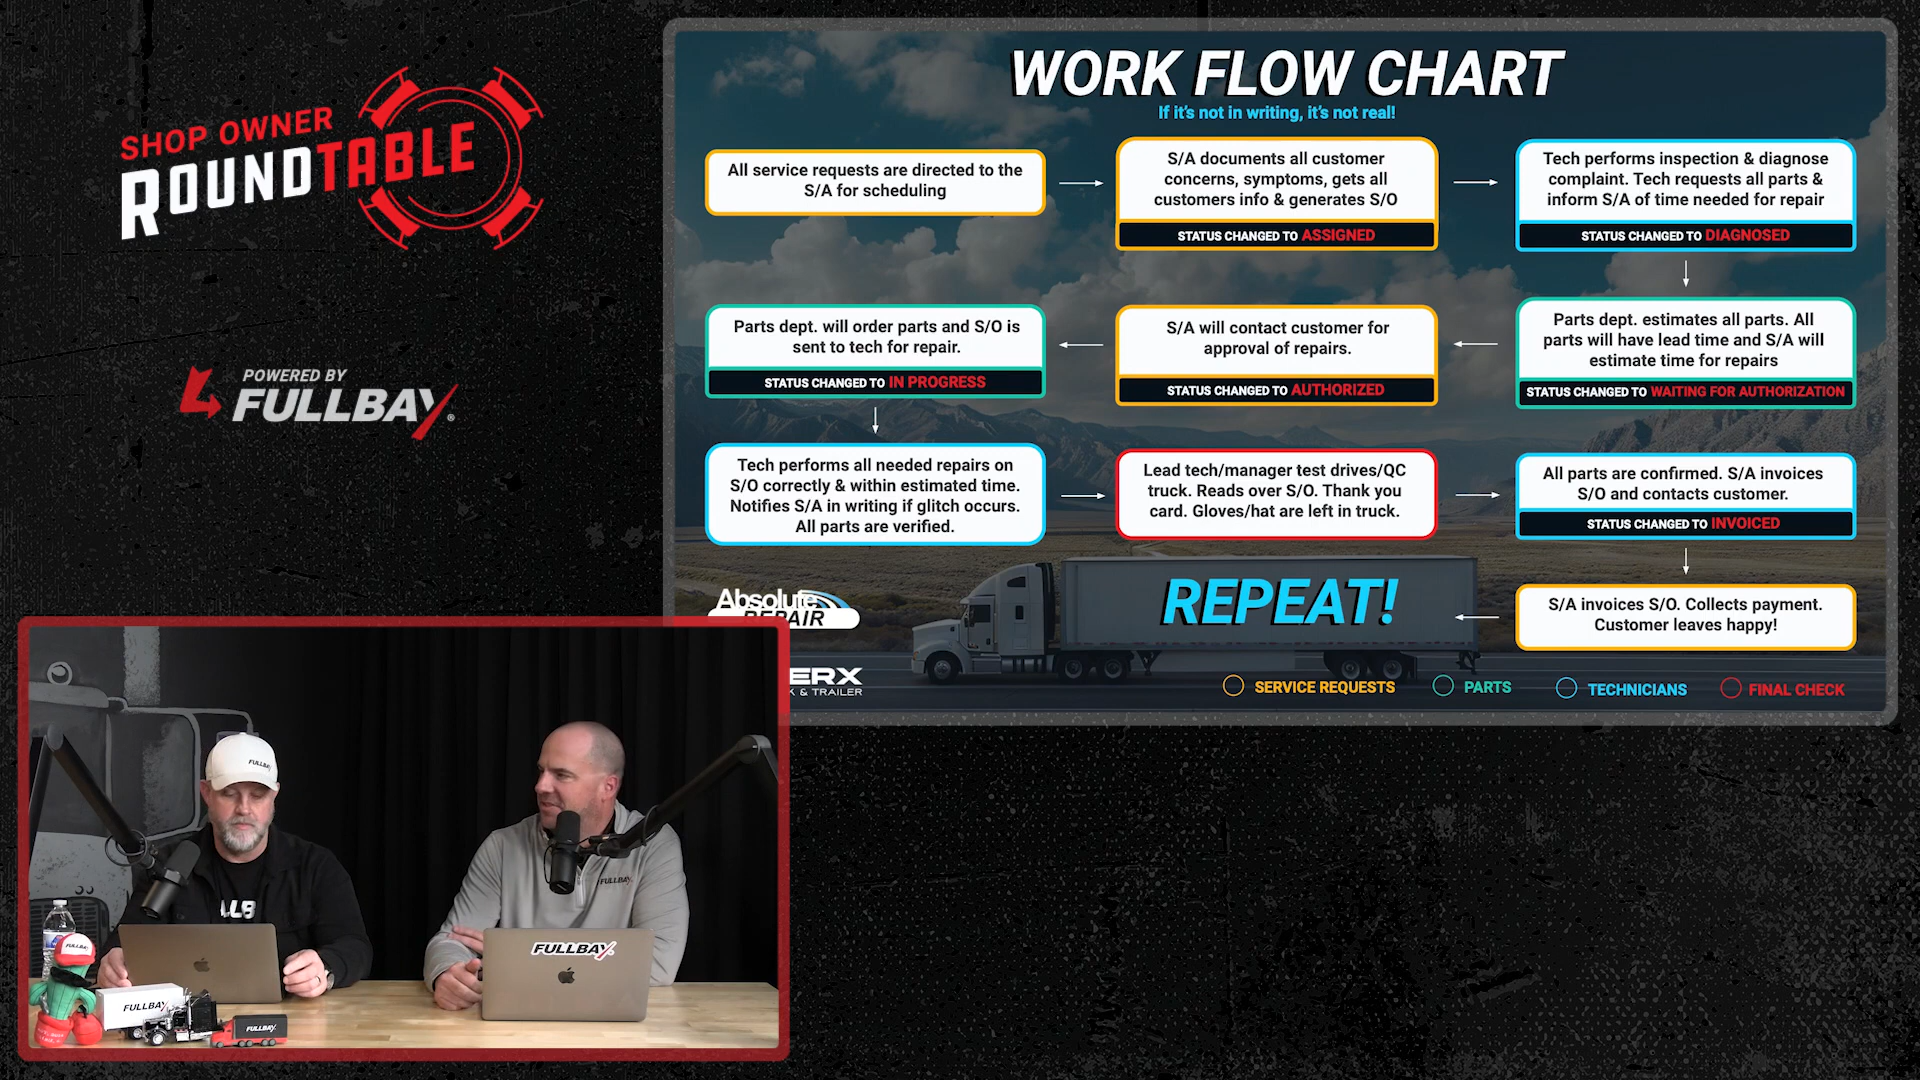 SHOP OWNER
ROUNDTABLE
POWERED BY
FULLBAY®
WORK FLOW CHART
If it's not in writing, it's not real!
All service requests are directed to the
S/A for scheduling
S/A documents all customer
concerns, symptoms, gets all
customers info & generates S/O
STATUS CHANGED TO ASSIGNED
Tech performs inspection & diagnose
complaint. Tech requests all parts &
inform S/A of time needed for repair
STATUS CHANGED TO DIAGNOSED
Parts dept. estimates all parts. All
parts will have lead time and S/A will
estimate time for repairs
STATUS CHANGED TO WAITING FOR AUTHORIZATION
S/A will contact customer for
approval of repairs.
STATUS CHANGED TO AUTHORIZED
Parts dept. will order parts and S/O is
sent to tech for repair.
STATUS CHANGED TO IN PROGRESS
Tech performs all needed repairs on
S/O correctly & within estimated time.
Notifies S/A in writing if glitch occurs.
All parts are verified.
Lead tech/manager test drives/QC
truck. Reads over S/O. Thank you
card. Gloves/hat are left in truck.
All parts are confirmed. S/A invoices
S/O and contacts customer.
STATUS CHANGED TO INVOICED
S/A invoices S/O. Collects payment.
Customer leaves happy!
REPEAT!
Absolute
REPAIR
ERX
K & TRAILER
SERVICE REQUESTS
PARTS
TECHNICIANS
FINAL CHECK
FULLBAY
FULLBAY
FULLBAY
FULLBAY
FULLBAY
FULLBAY